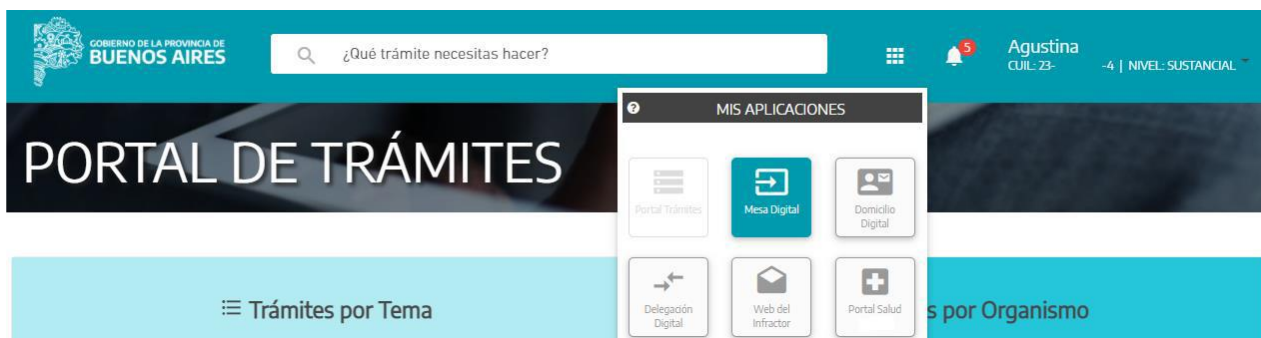 GOBIERNO DE LA PROVINCIA DE
BUENOS AIRES
¿Qué trámite necesitas hacer?
5
Agustina
CUIL: 23- -4 | NIVEL: SUSTANCIAL
MIS APLICACIONES
PORTAL DE TRÁMITES
Portal Trámites
Mesa Digital
Domicilio
Digital
Delegación
Digital
Web del
Infractor
Portal Salud
Trámites por Tema
s por Organismo